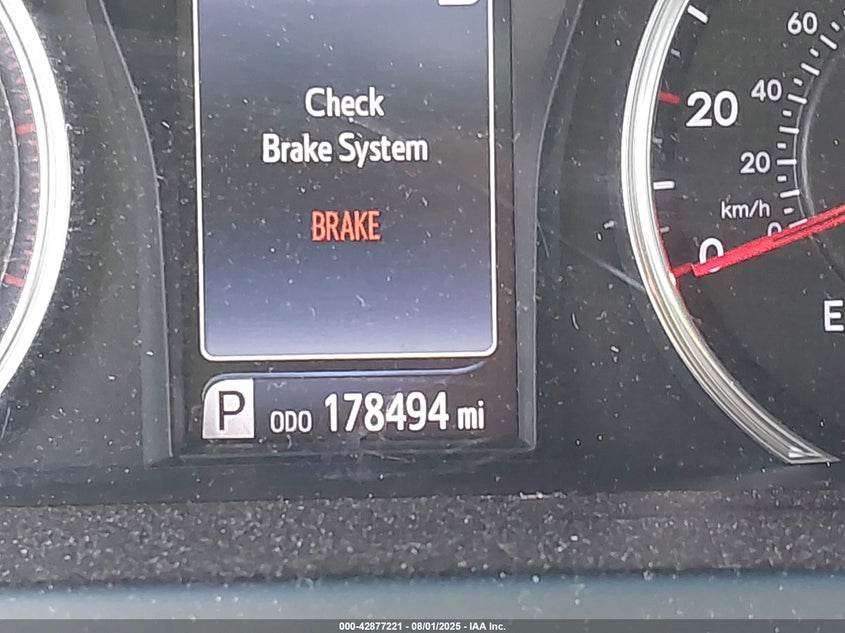 Check
Brake System
BRAKE
P ODO 178494 mi
60
40
20
20
km/h
0
0
E
000-42877221 - 08/01/2025 - IAA Inc.